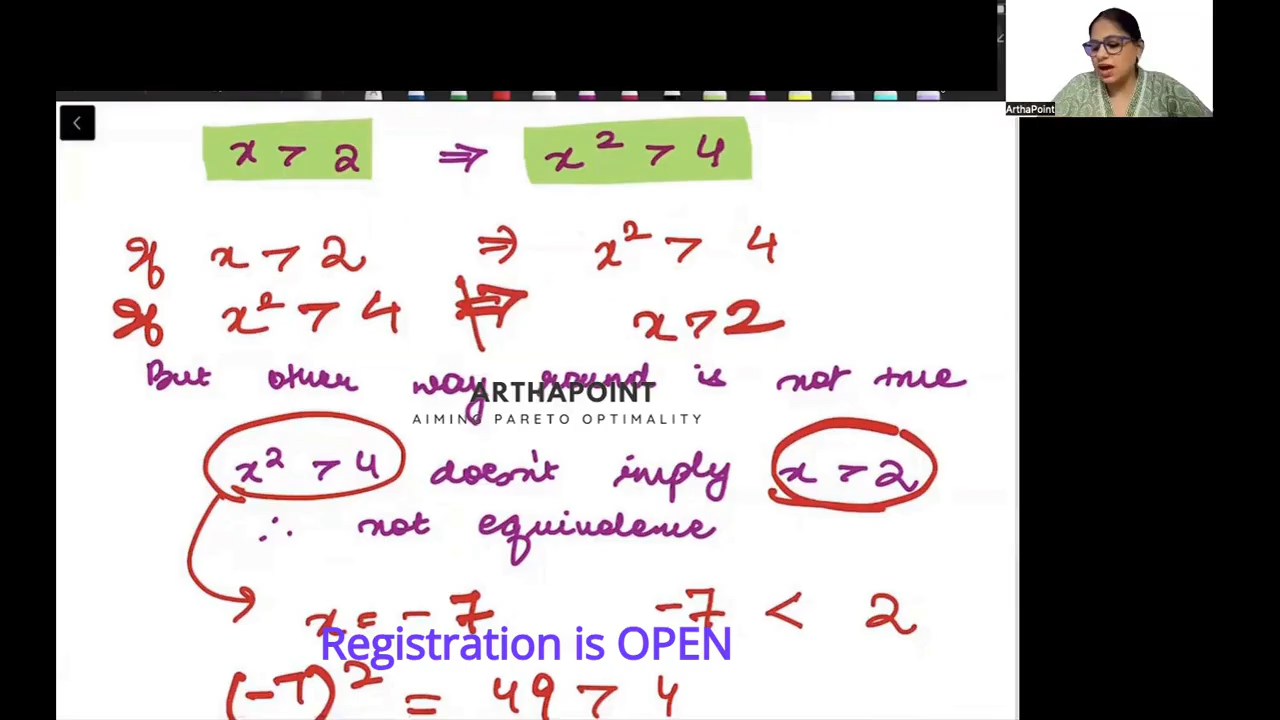 ArthaPoint
x > 2 ⇒ x² > 4
If x > 2 ⇒ x² > 4
If x² > 4 ⇏ x > 2
But other way round is not true
ARTHAPOINT
AIMING PARETO OPTIMALITY
x² > 4 doesn't imply x > 2
∴ not equivalence
x = -7 -7 < 2
Registration is OPEN
(-7)² = 49 > 4